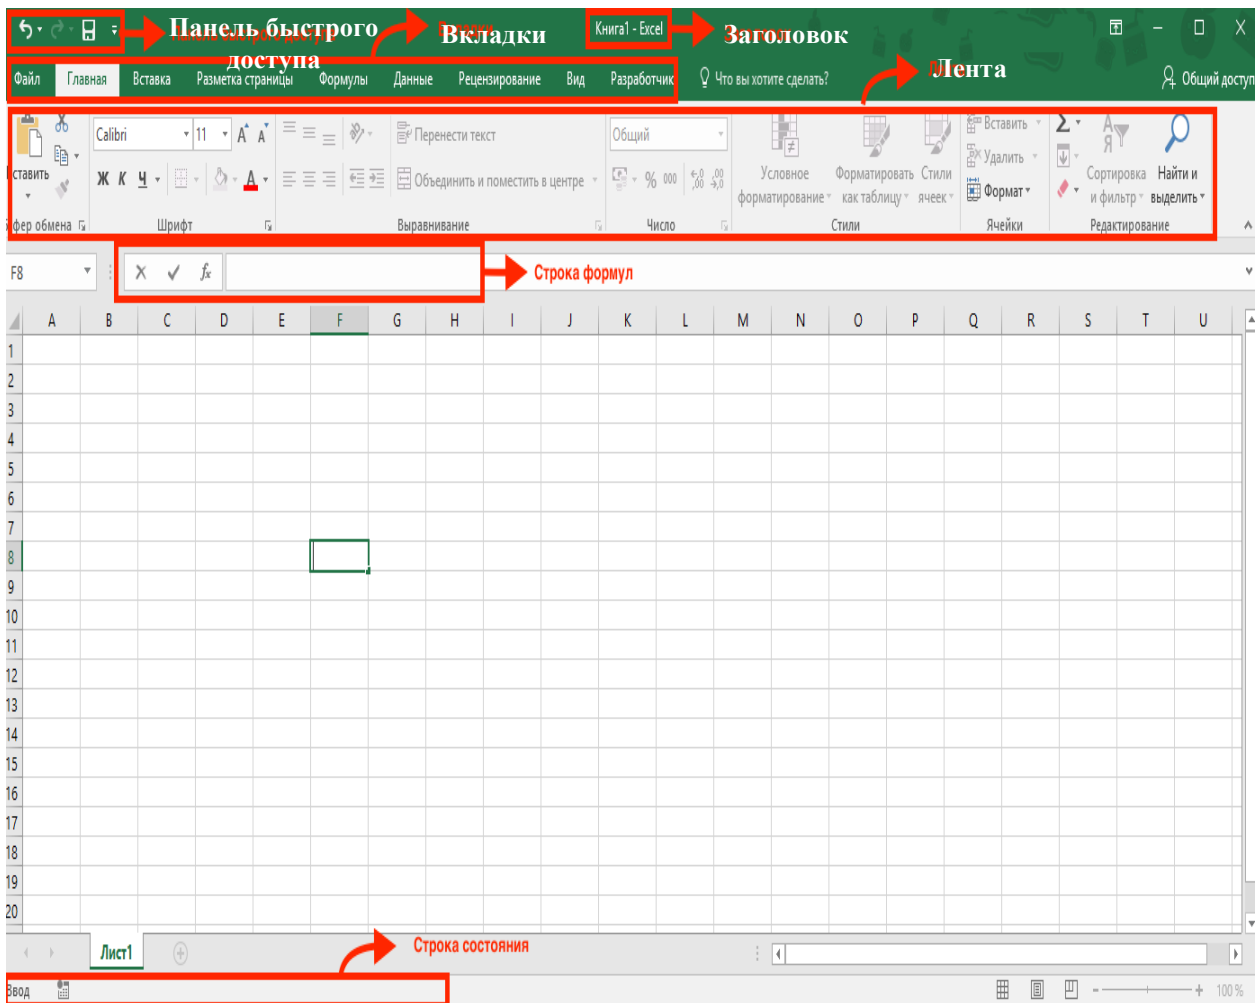 Панель быстрого
доступа
Вкладки
Книга1 - Excel
Заголовок
Лента
Файл Главная Вставка Разметка страницы Формулы Данные Рецензирование Вид Разработчик Что вы хотите сделать? Общий доступ
ставить
Calibri 11
Ж К Ч
Перенести текст
Объединить и поместить в центре
Общий
% 000
Условное
форматирование
Форматировать
как таблицу
Стили
ячеек
Вставить
Удалить
Формат
Сортировка
и фильтр
Найти и
выделить
фер обмена Шрифт Выравнивание Число Стили Ячейки Редактирование
F8 fx Строка формул
A B C D E F G H I J K L M N O P Q R S T U
1
2
3
4
5
6
7
8
9
10
11
12
13
14
15
16
17
18
19
20
Лист1
Строка состояния
Ввод 100 %